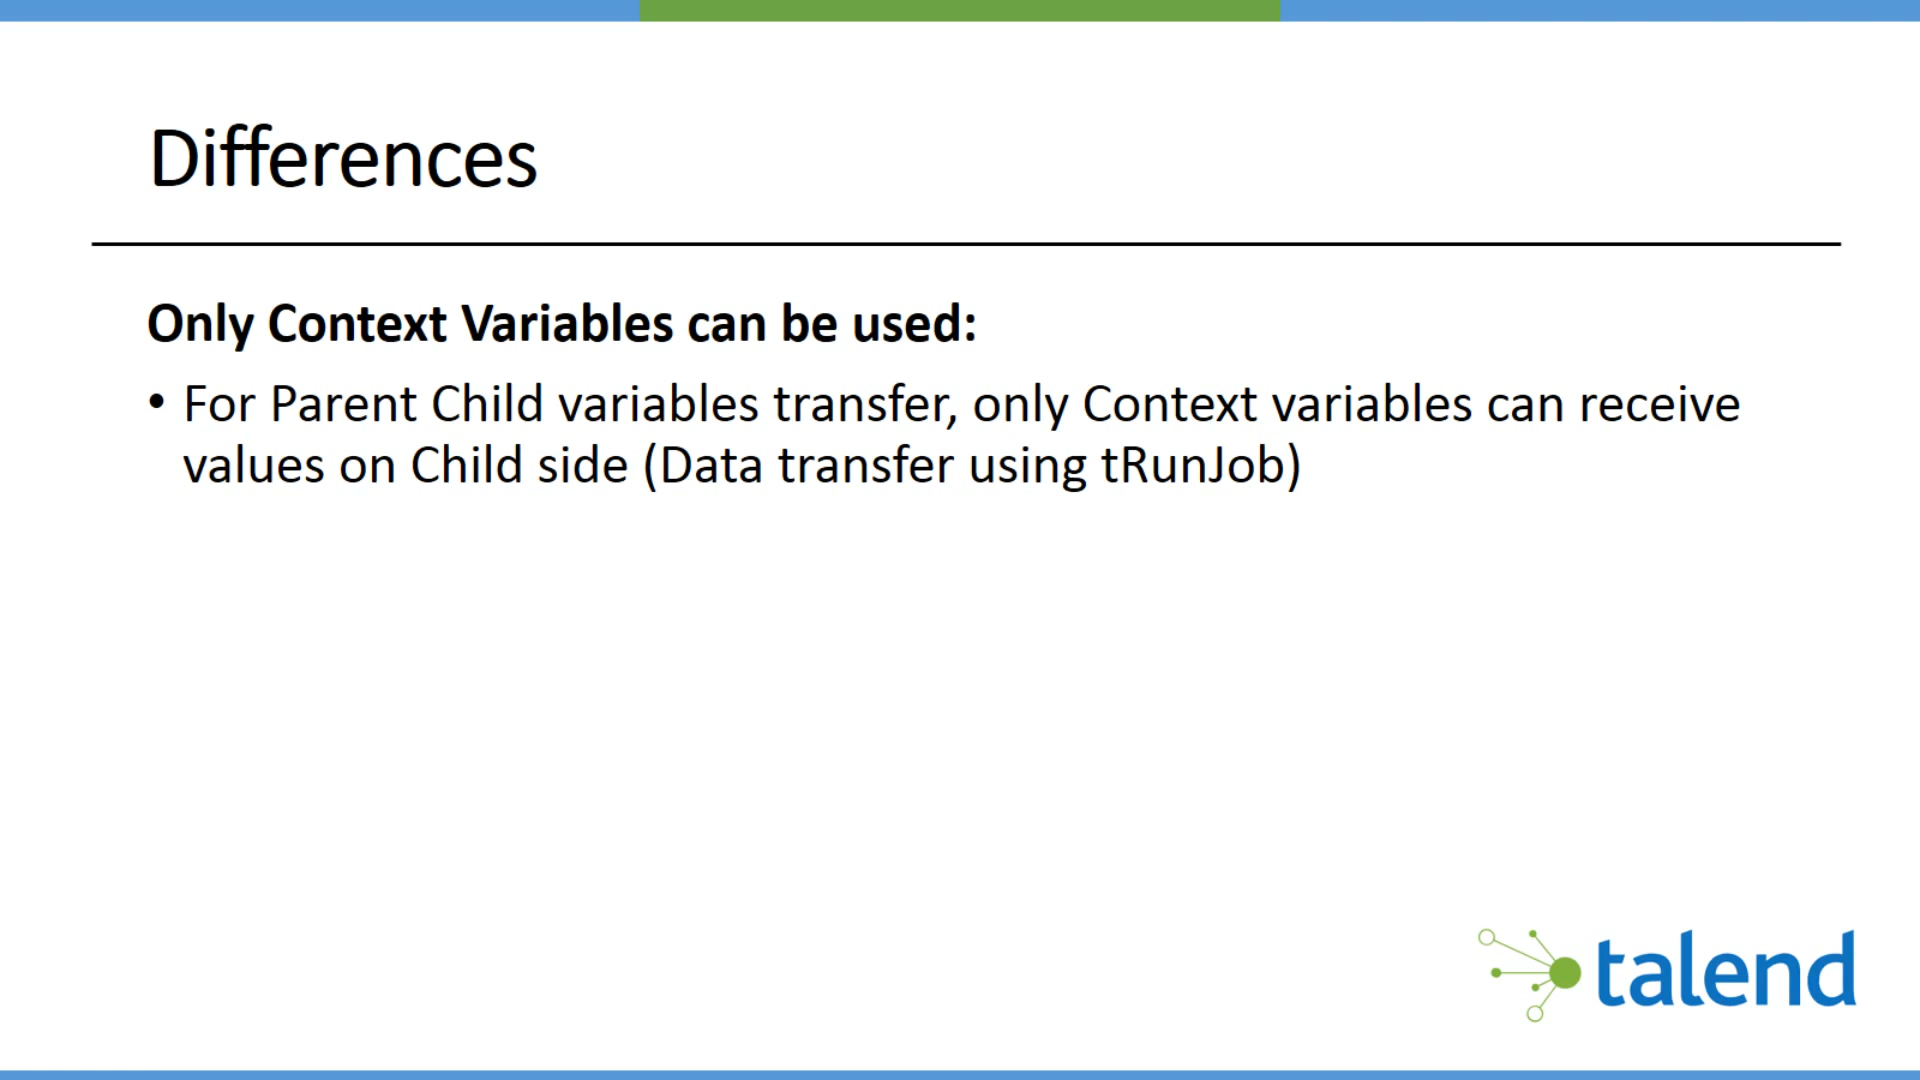 Differences
Only Context Variables can be used:
• For Parent Child variables transfer, only Context variables can receive
values on Child side (Data transfer using tRunJob)
talend